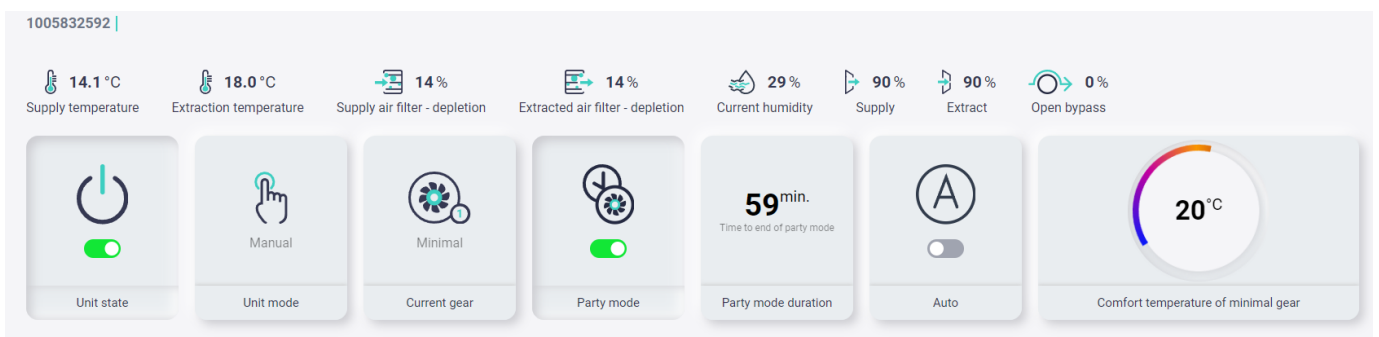 1005832592
14.1 °C
Supply temperature
18.0 °C
Extraction temperature
14 %
Supply air filter - depletion
14 %
Extracted air filter - depletion
29 %
Current humidity
90 %
Supply
90 %
Extract
0 %
Open bypass
Unit state
Manual
Unit mode
1
Minimal
Current gear
Party mode
59 min.
Time to end of party mode
Party mode duration
A
Auto
20 °C
Comfort temperature of minimal gear